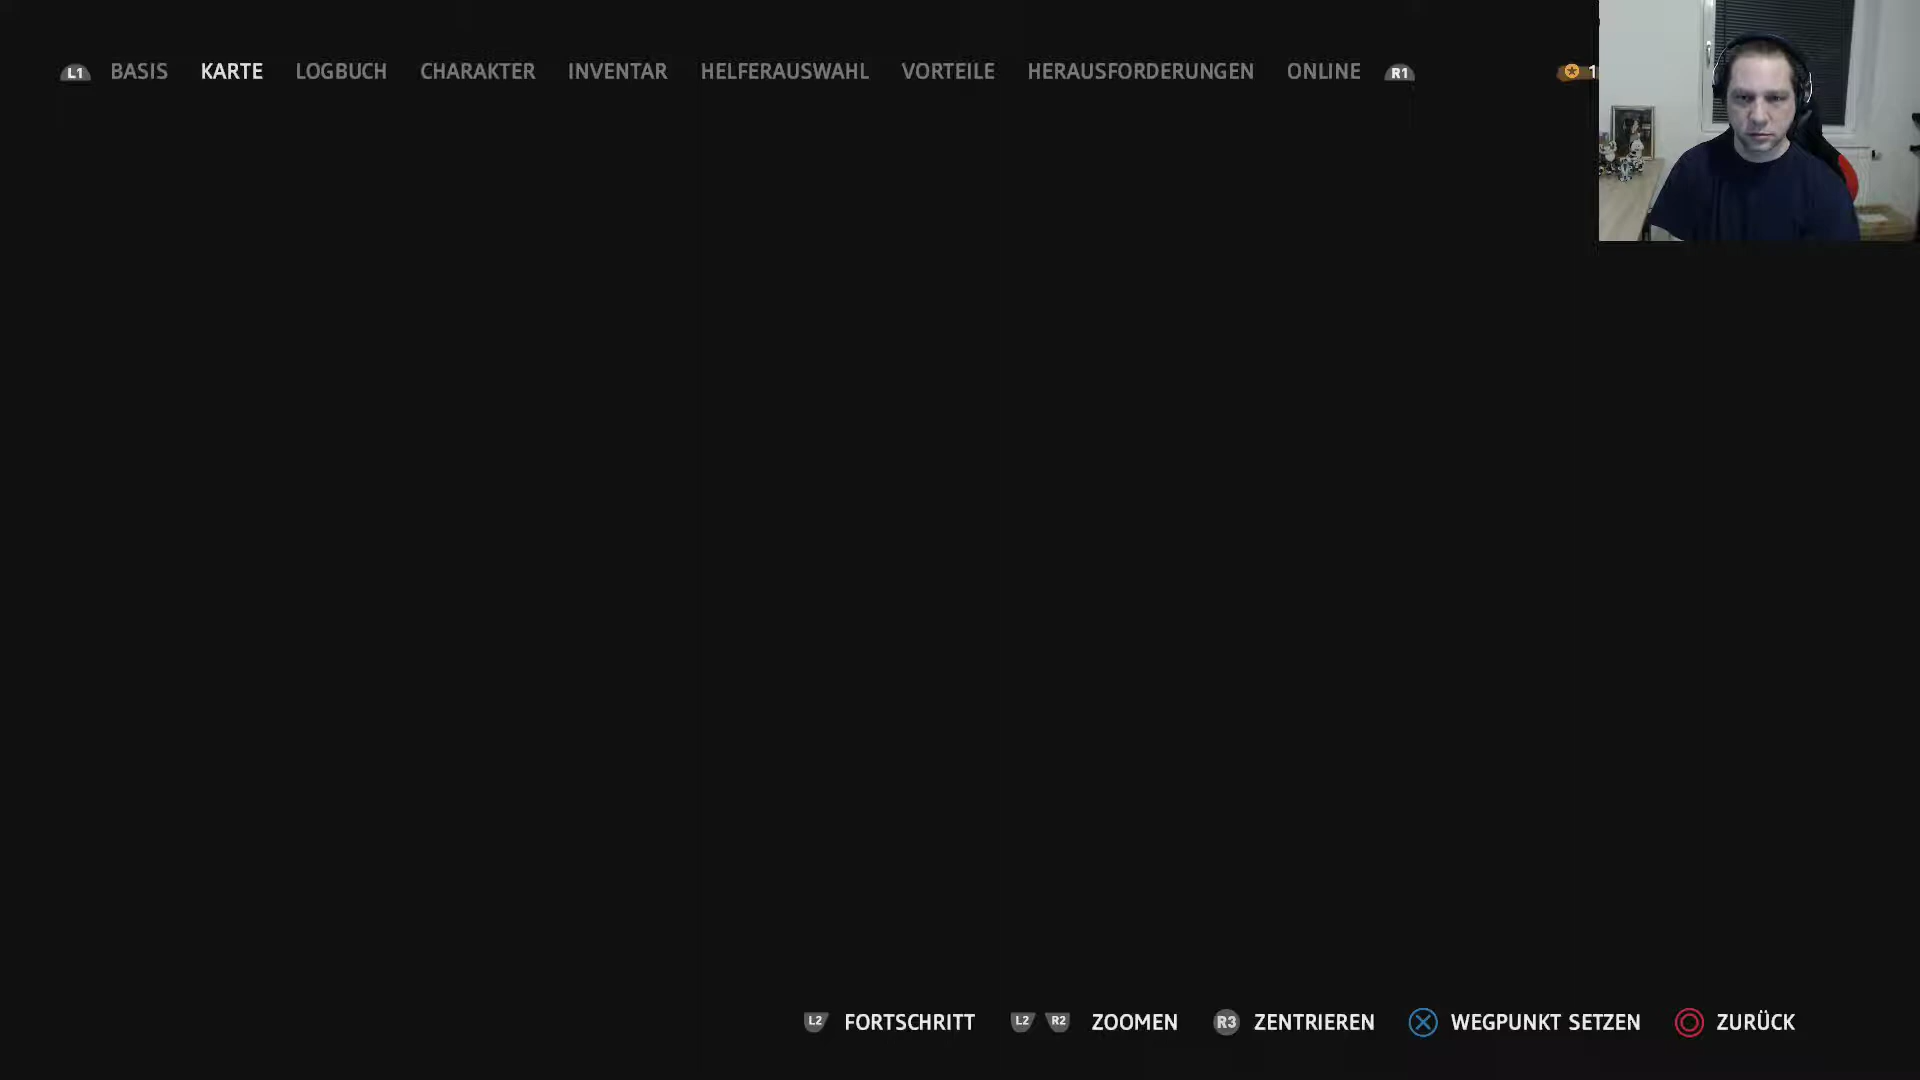 L1 BASIS KARTE LOGBUCH CHARAKTER INVENTAR HELFERAUSWAHL VORTEILE HERAUSFORDERUNGEN ONLINE R1 1
L2 FORTSCHRITT L2 R2 ZOOMEN R3 ZENTRIEREN WEGPUNKT SETZEN ZURÜCK